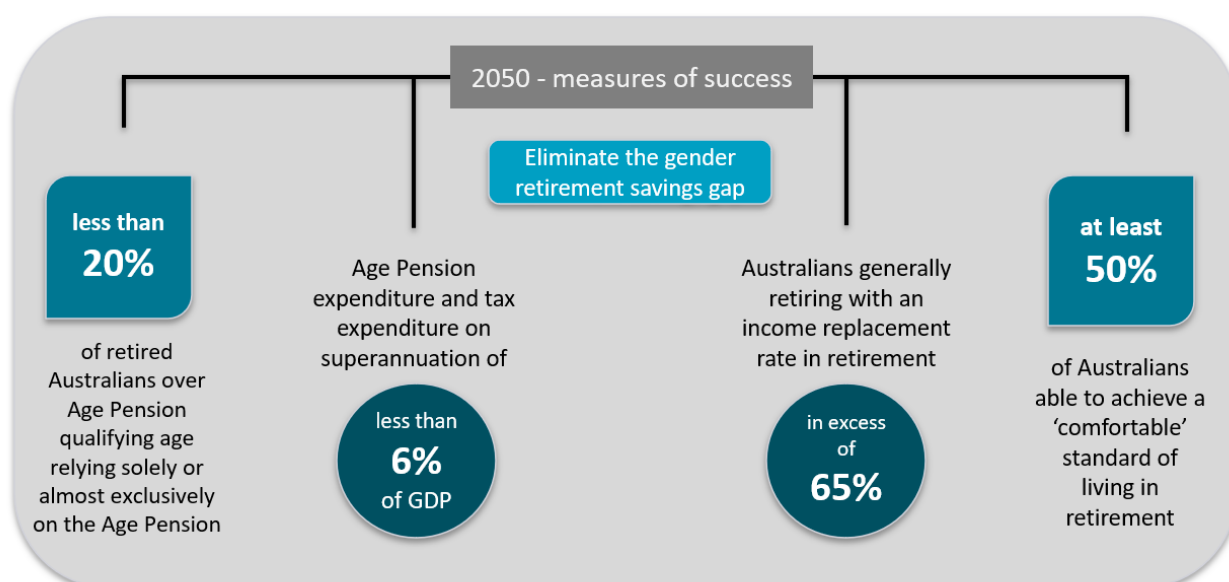 2050 - measures of success
Eliminate the gender
retirement savings gap
less than
20%
of retired
Australians over
Age Pension
qualifying age
relying solely or
almost exclusively
on the Age Pension
Age Pension
expenditure and tax
expenditure on
superannuation of
less than
6%
of GDP
Australians generally
retiring with an
income replacement
rate in retirement
in excess
of
65%
at least
50%
of Australians
able to achieve a
‘comfortable’
standard of
living in
retirement